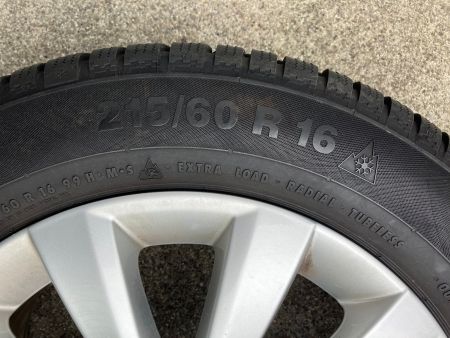 215/60 R 16
60 R 16 99 H · M+S EXTRA LOAD - RADIAL - TUBELESS